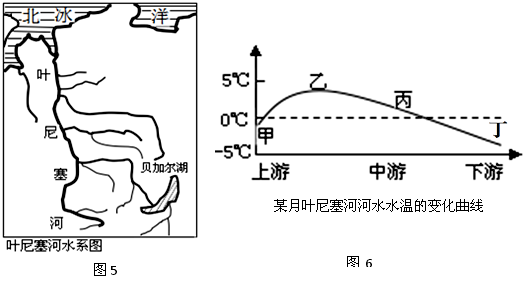 北 冰 洋
叶
尼
塞
河
贝加尔湖
叶尼塞河水系图
图5
5℃
0℃
-5℃
甲
乙
丙
丁
上游 中游 下游
某月叶尼塞河河水水温的变化曲线
图 6